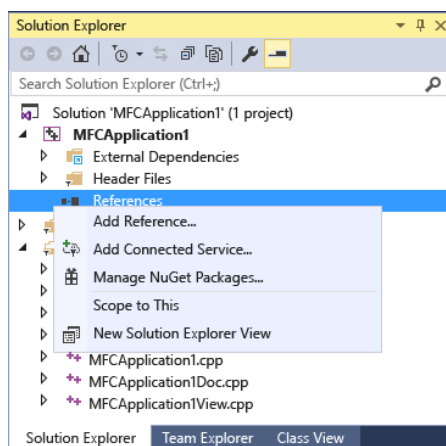 Solution Explorer
Search Solution Explorer (Ctrl+;)
Solution 'MFCApplication1' (1 project)
MFCApplication1
External Dependencies
Header Files
References
Add Reference...
Add Connected Service...
Manage NuGet Packages...
Scope to This
New Solution Explorer View
MFCApplication1.cpp
MFCApplication1Doc.cpp
MFCApplication1View.cpp
Solution Explorer Team Explorer Class View